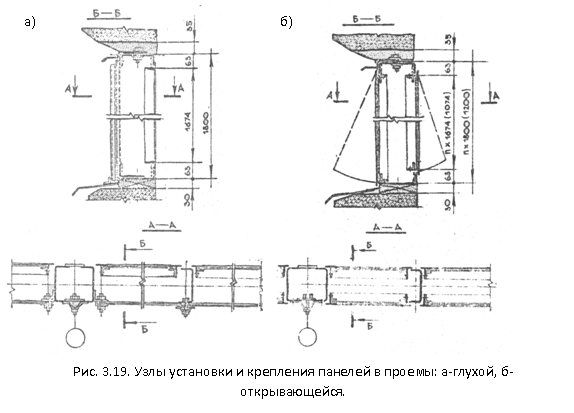 а)
Б—Б
35
63
А
А
1674
1800
63
30
А—А
Б
Б
б)
Б—Б
35
63
А
А
п×1674(1074)
п×1800(1200)
63
30
А—А
Б
Б
Рис. 3.19. Узлы установки и крепления панелей в проемы: а-глухой, б-
открывающейся.